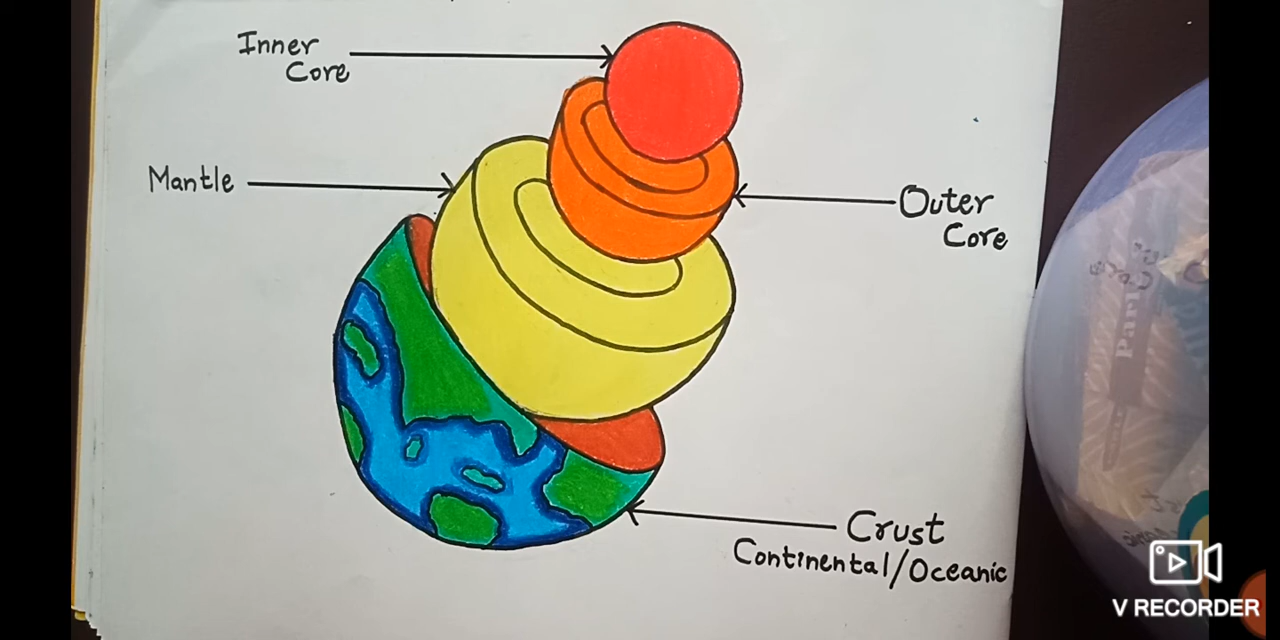 Inner
Core
Mantle
Outer
Core
Crust
Continental/Oceanic
V RECORDER